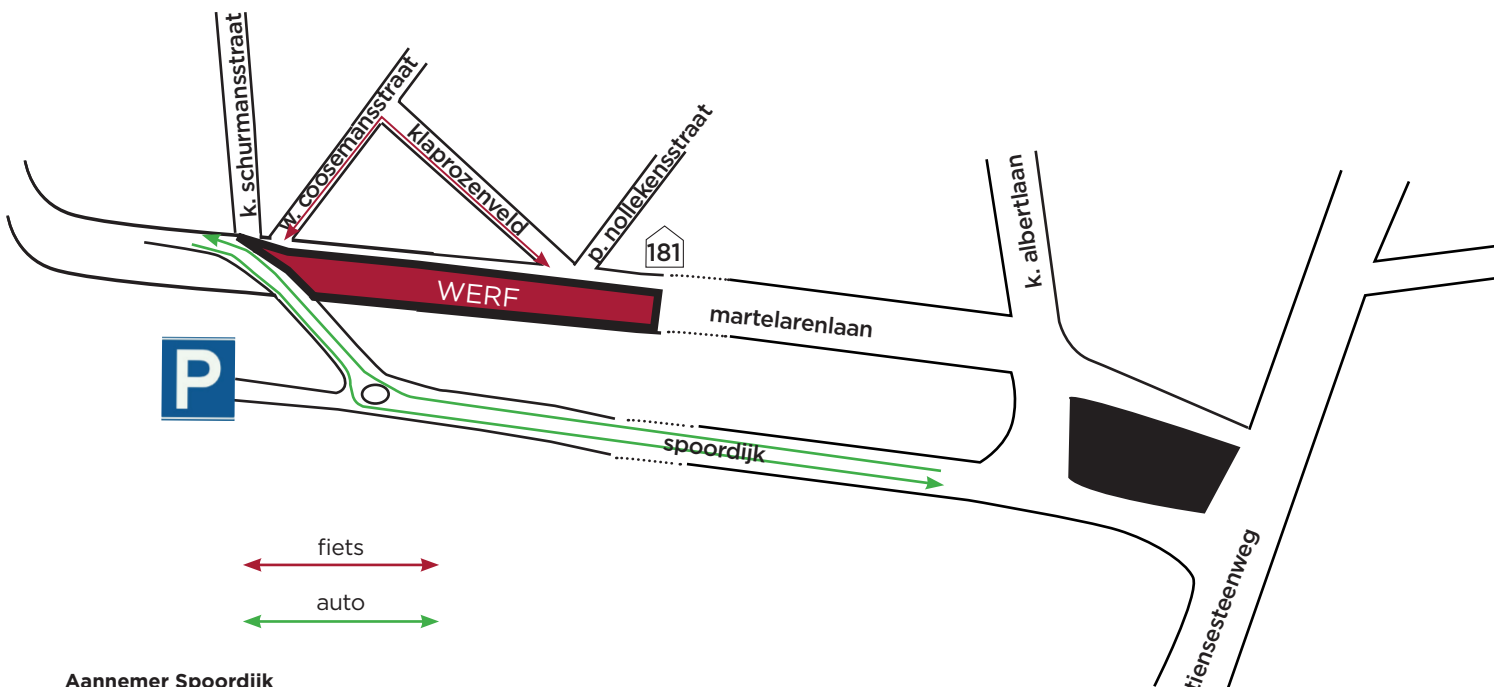 k. schurmansstraat
w. coosemansstraat
klaprozenveld
p. nollekensstraat
181
k. albertlaan
WERF
martelarenlaan
P
spoordijk
fiets
auto
tiensesteenweg
Aannemer Spoordijk